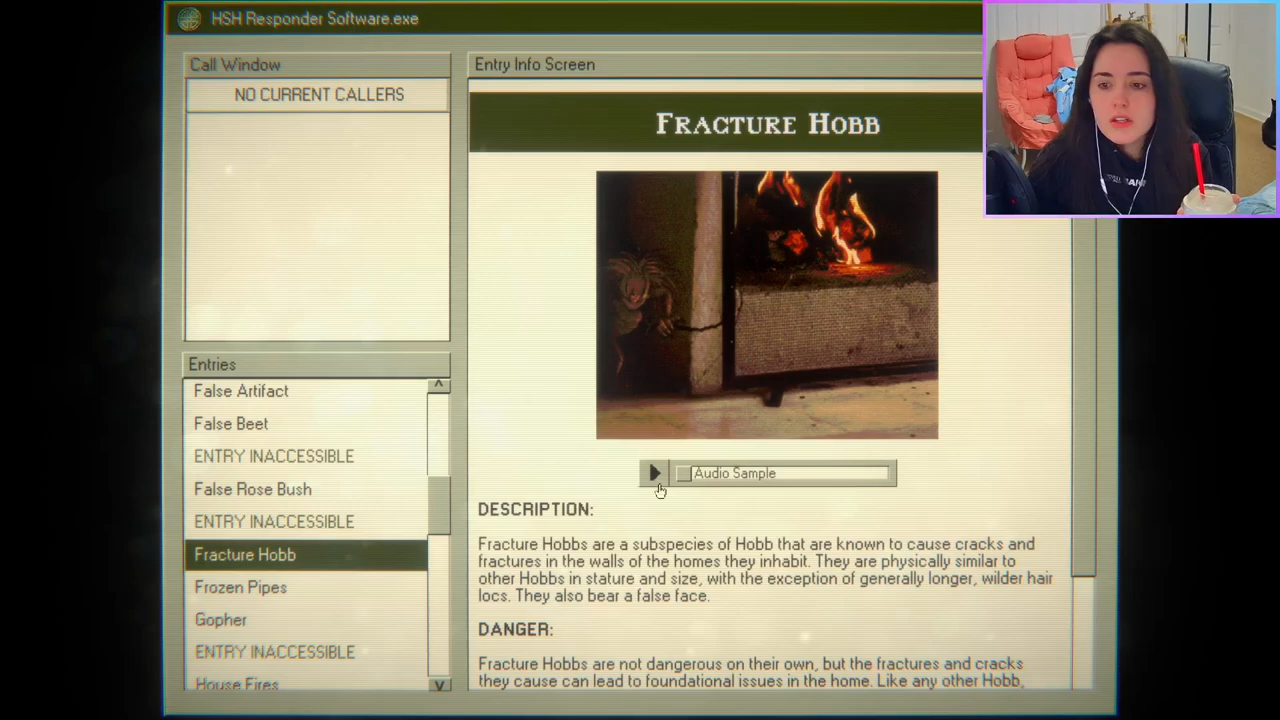 HSH Responder Software.exe
Call Window
NO CURRENT CALLERS
Entries
False Artifact
False Beet
ENTRY INACCESSIBLE
False Rose Bush
ENTRY INACCESSIBLE
Fracture Hobb
Frozen Pipes
Gopher
ENTRY INACCESSIBLE
House Fires
Entry Info Screen
FRACTURE HOBB
Audio Sample
DESCRIPTION:
Fracture Hobbs are a subspecies of Hobb that are known to cause cracks and
fractures in the walls of the homes they inhabit. They are physically similar to
other Hobbs in stature and size, with the exception of generally longer, wilder hair
locs. They also bear a false face.
DANGER:
Fracture Hobbs are not dangerous on their own, but the fractures and cracks
they cause can lead to foundational issues in the home. Like any other Hobb,